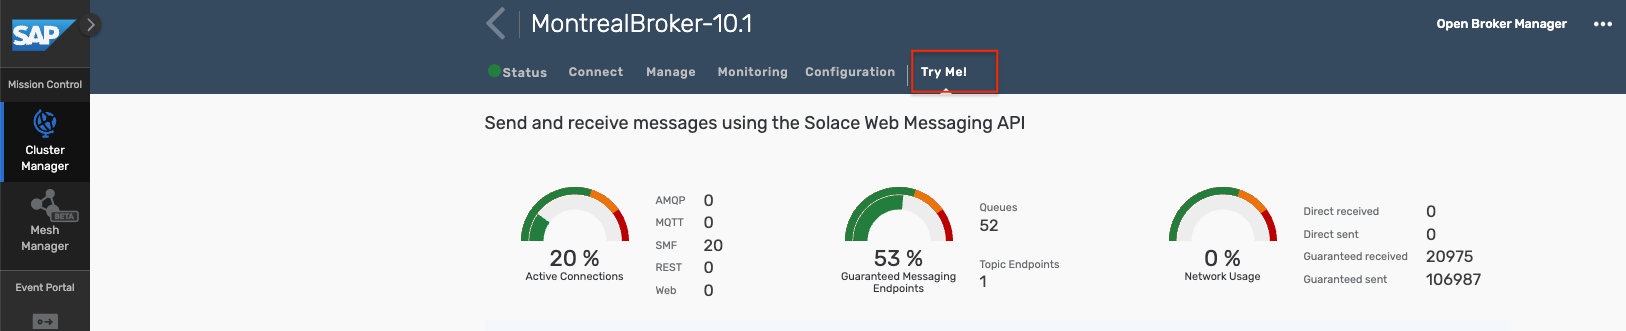 SAP
MontrealBroker-10.1
Open Broker Manager
Status Connect Manage Monitoring Configuration Try Me!
Mission Control
Cluster
Manager
BETA
Mesh
Manager
Event Portal
Send and receive messages using the Solace Web Messaging API
20 %
Active Connections
AMQP 0
MQTT 0
SMF 20
REST 0
Web 0
53 %
Guaranteed Messaging
Endpoints
Queues
52
Topic Endpoints
1
0 %
Network Usage
Direct received 0
Direct sent 0
Guaranteed received 20975
Guaranteed sent 106987